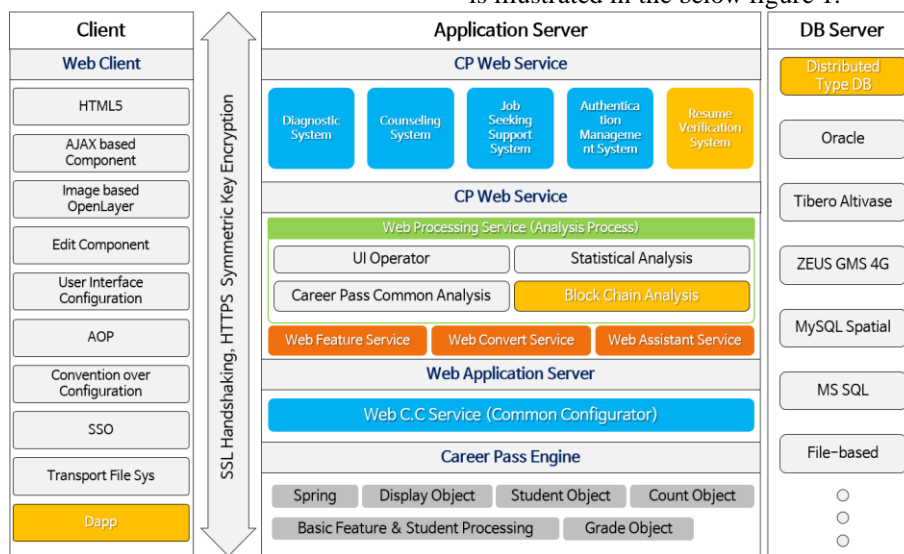 is illustrated in the below figure 1.
Client
Web Client
HTML5
AJAX based
Component
Image based
OpenLayer
Edit Component
User Interface
Configuration
AOP
Convention over
Configuration
SSO
Transport File Sys
Dapp
SSL Handshaking, HTTPS Symmetric Key Encryption
Application Server
CP Web Service
Diagnostic
System
Counseling
System
Job
Seeking
Support
System
Authentica
tion
Manageme
nt System
Resume
Verification
System
CP Web Service
Web Processing Service (Analysis Process)
UI Operator
Statistical Analysis
Career Pass Common Analysis
Block Chain Analysis
Web Feature Service
Web Convert Service
Web Assistant Service
Web Application Server
Web C.C Service (Common Configurator)
Career Pass Engine
Spring
Display Object
Student Object
Count Object
Basic Feature & Student Processing
Grade Object
DB Server
Distributed
Type DB
Oracle
Tibero Altivase
ZEUS GMS 4G
MySQL Spatial
MS SQL
File-based